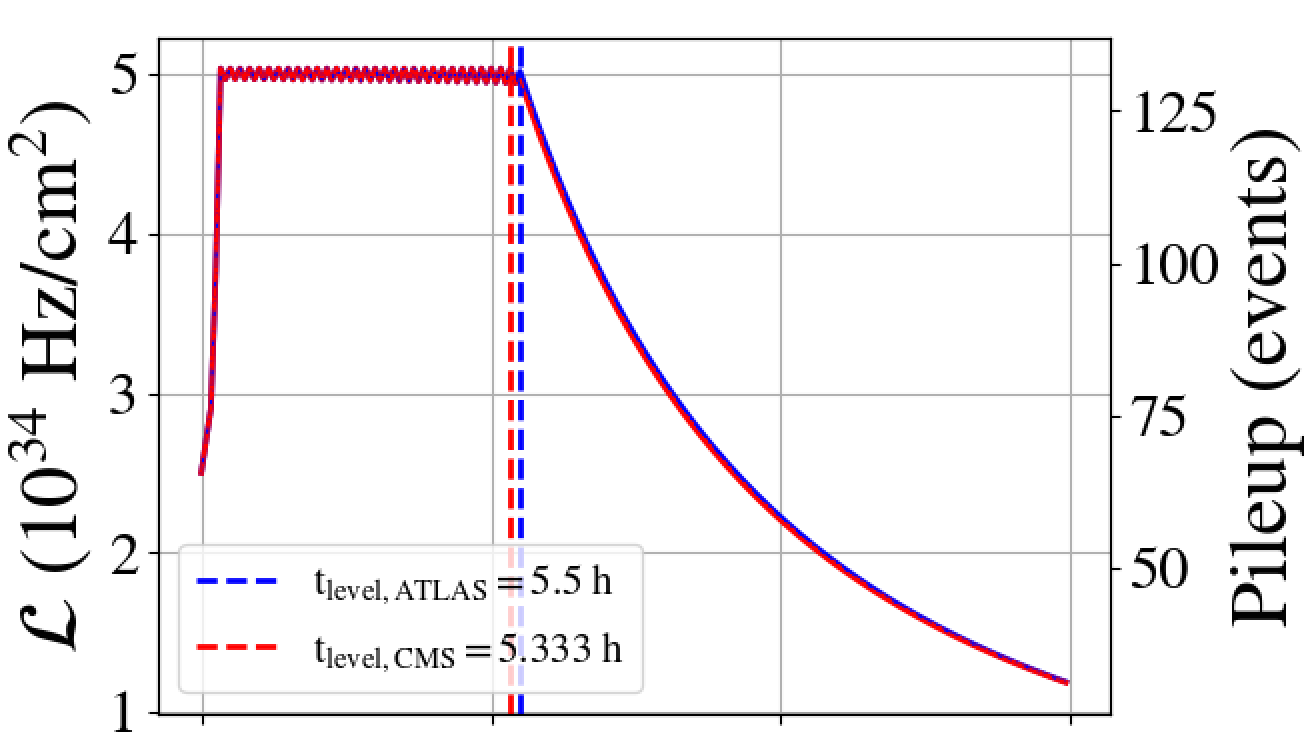 ℒ (10³⁴ Hz/cm²)
5
4
3
2
1
t_level, ATLAS = 5.5 h
t_level, CMS = 5.333 h
125
100
75
50
Pileup (events)